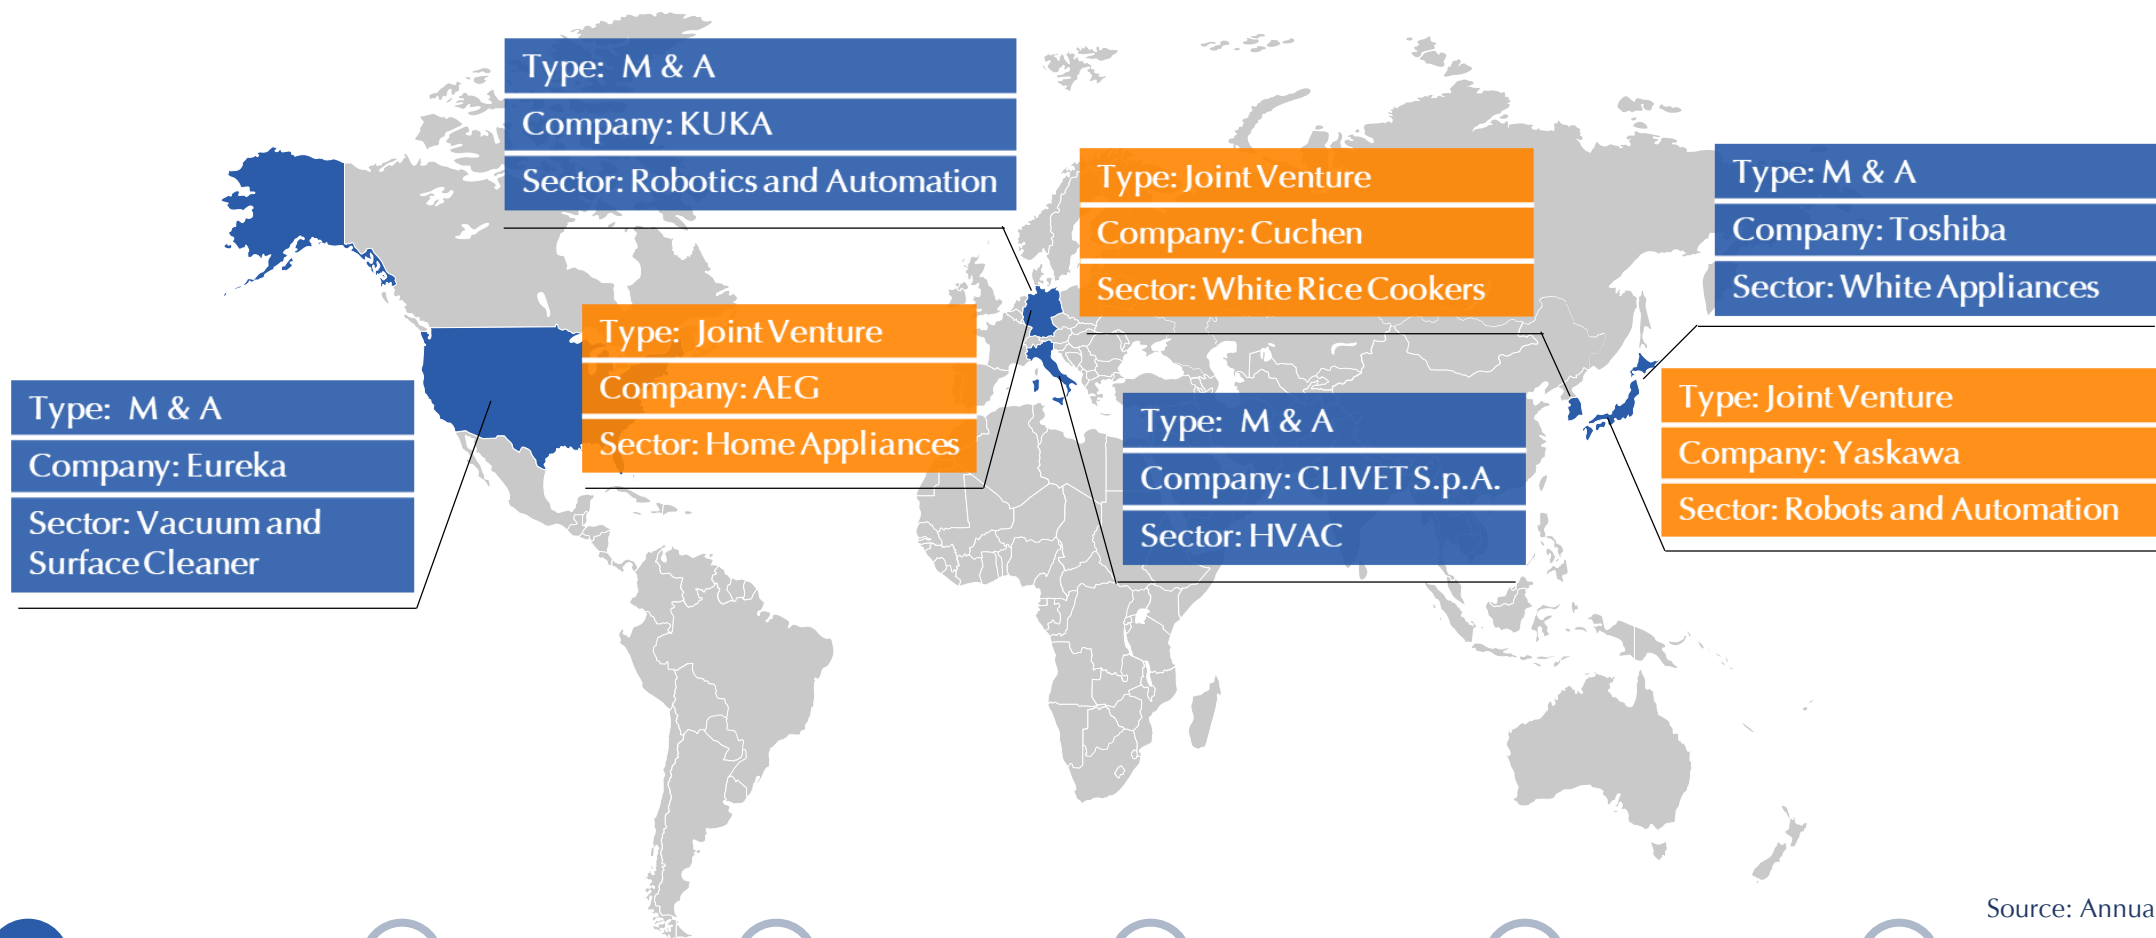 Type: M & A
Company: KUKA
Sector: Robotics and Automation
Type: Joint Venture
Company: Cuchen
Sector: White Rice Cookers
Type: M & A
Company: Toshiba
Sector: White Appliances
Type: Joint Venture
Company: AEG
Sector: Home Appliances
Type: M & A
Company: Eureka
Sector: Vacuum and
Surface Cleaner
Type: M & A
Company: CLIVET S.p.A.
Sector: HVAC
Type: Joint Venture
Company: Yaskawa
Sector: Robots and Automation
Source: Annua